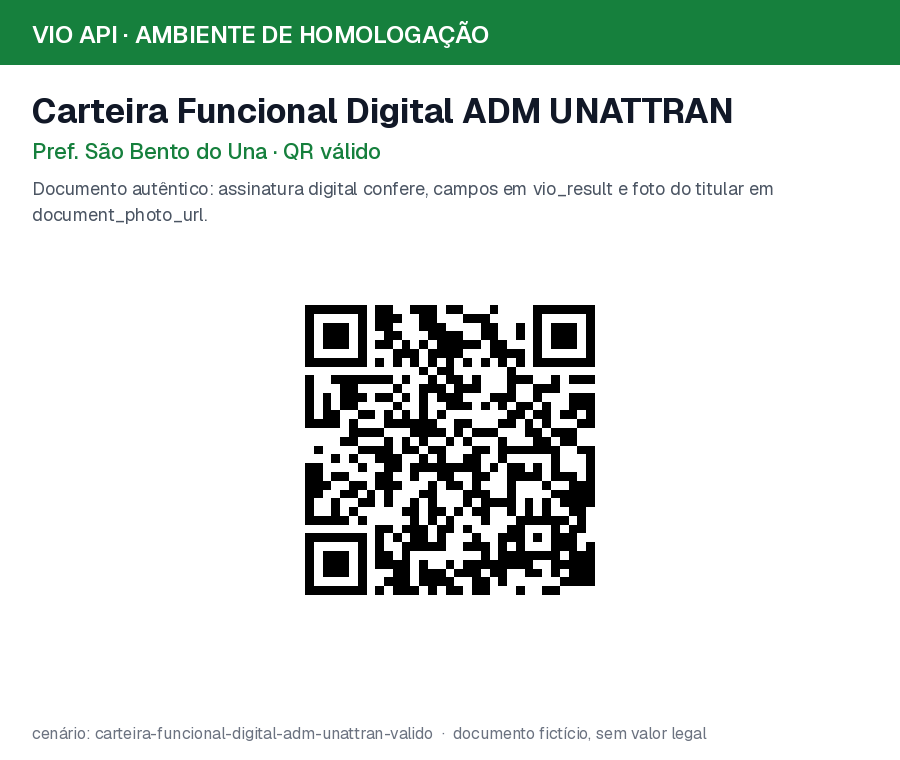 VIO API · AMBIENTE DE HOMOLOGAÇÃO
Carteira Funcional Digital ADM UNATTRAN
Pref. São Bento do Una · QR válido
Documento autêntico: assinatura digital confere, campos em vio_result e foto do titular em
document_photo_url.
cenário: carteira-funcional-digital-adm-unattran-valido · documento fictício, sem valor legal